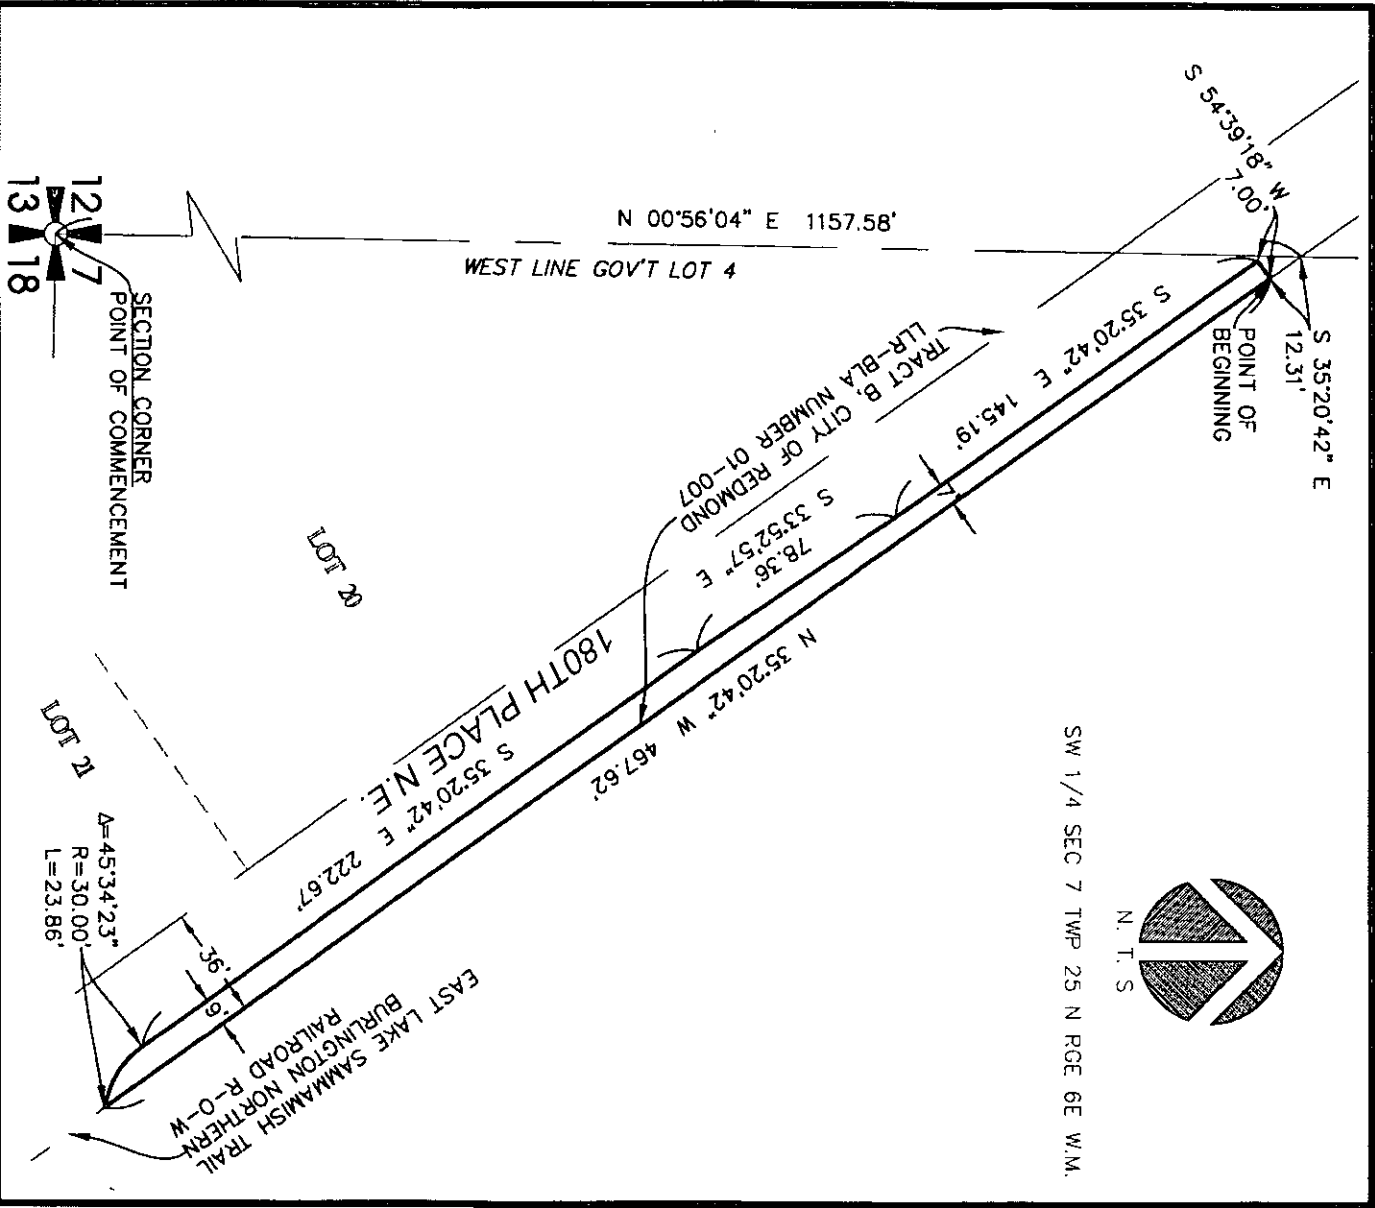 S 54°39'18" W
7.00'
S 35°20'42" E
12.31'
POINT OF
BEGINNING
N 00°56'04" E 1157.58'
WEST LINE GOV'T LOT 4
S 35°20'42" E 145.19'
7'
TRACT B, CITY OF REDMOND
LLR-BLA NUMBER 01-007
S 33°52'57" E
78.36'
N 35°20'42" W 467.62'
180TH PLACE N.E.
S 35°20'42" E 222.67'
SW 1/4 SEC 7 TWP 25 N RGE 6E W.M.
N. T. S
12 7
13 18
SECTION CORNER
POINT OF COMMENCEMENT
LOT 20
LOT 21
Δ=45°34'23"
R=30.00'
L=23.86'
36'
9'
EAST LAKE SAMMAMISH TRAIL
BURLINGTON NORTHERN
RAILROAD R-O-W